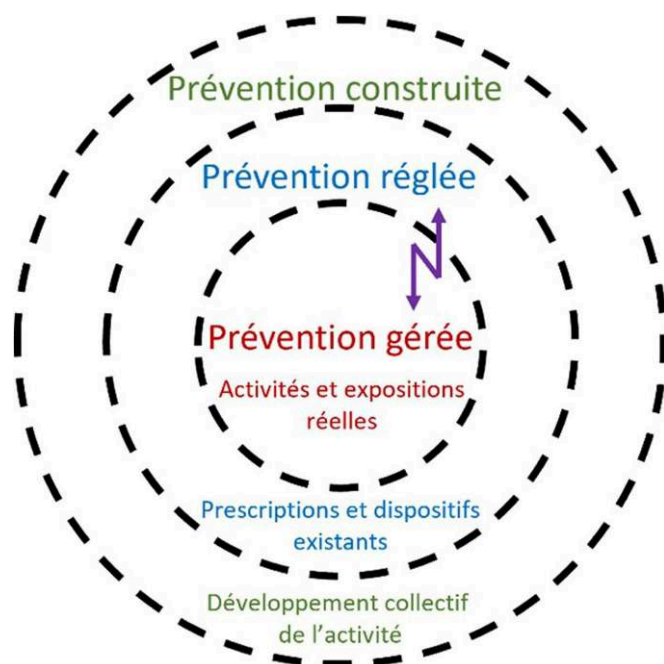 Prévention construite
Prévention réglée
Prévention gérée
Activités et expositions
réelles
Prescriptions et dispositifs
existants
Développement collectif
de l'activité